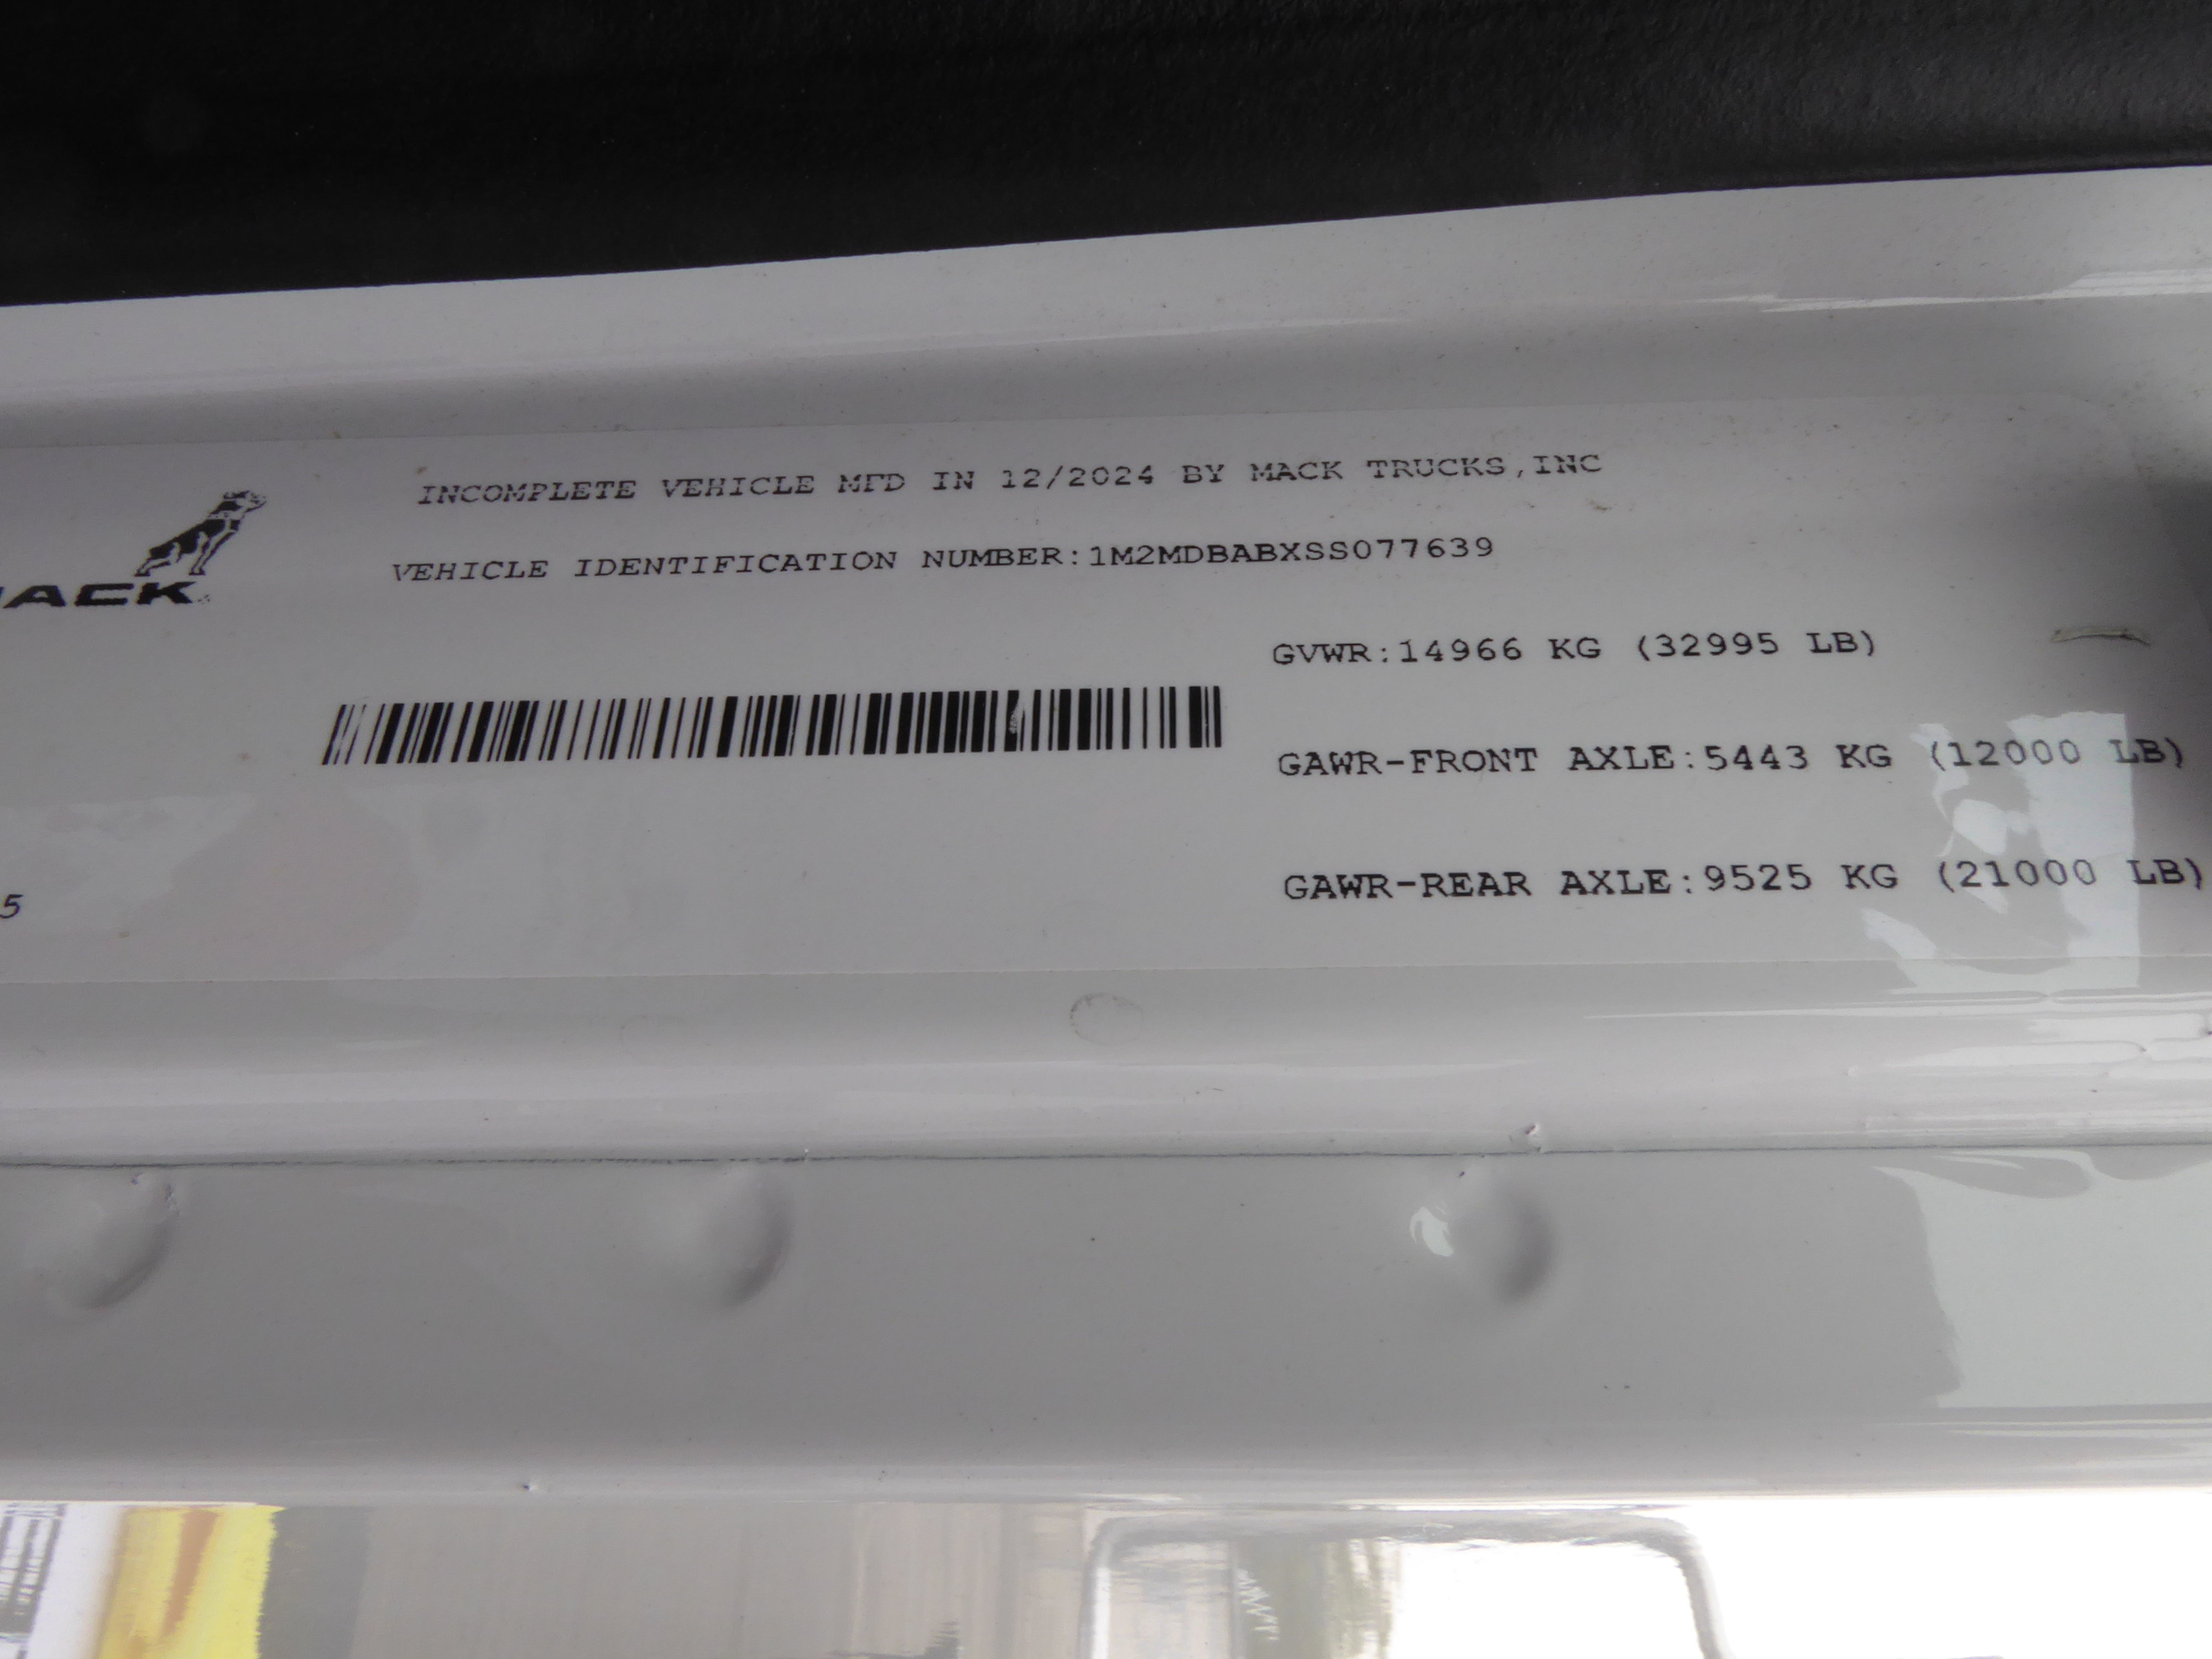 INCOMPLETE VEHICLE MFD IN 12/2024 BY MACK TRUCKS,INC
ACK
VEHICLE IDENTIFICATION NUMBER:1M2MDBABXSS077639
GVWR:14966 KG (32995 LB)
GAWR-FRONT AXLE:5443 KG (12000 LB)
GAWR-REAR AXLE:9525 KG (21000 LB)
5